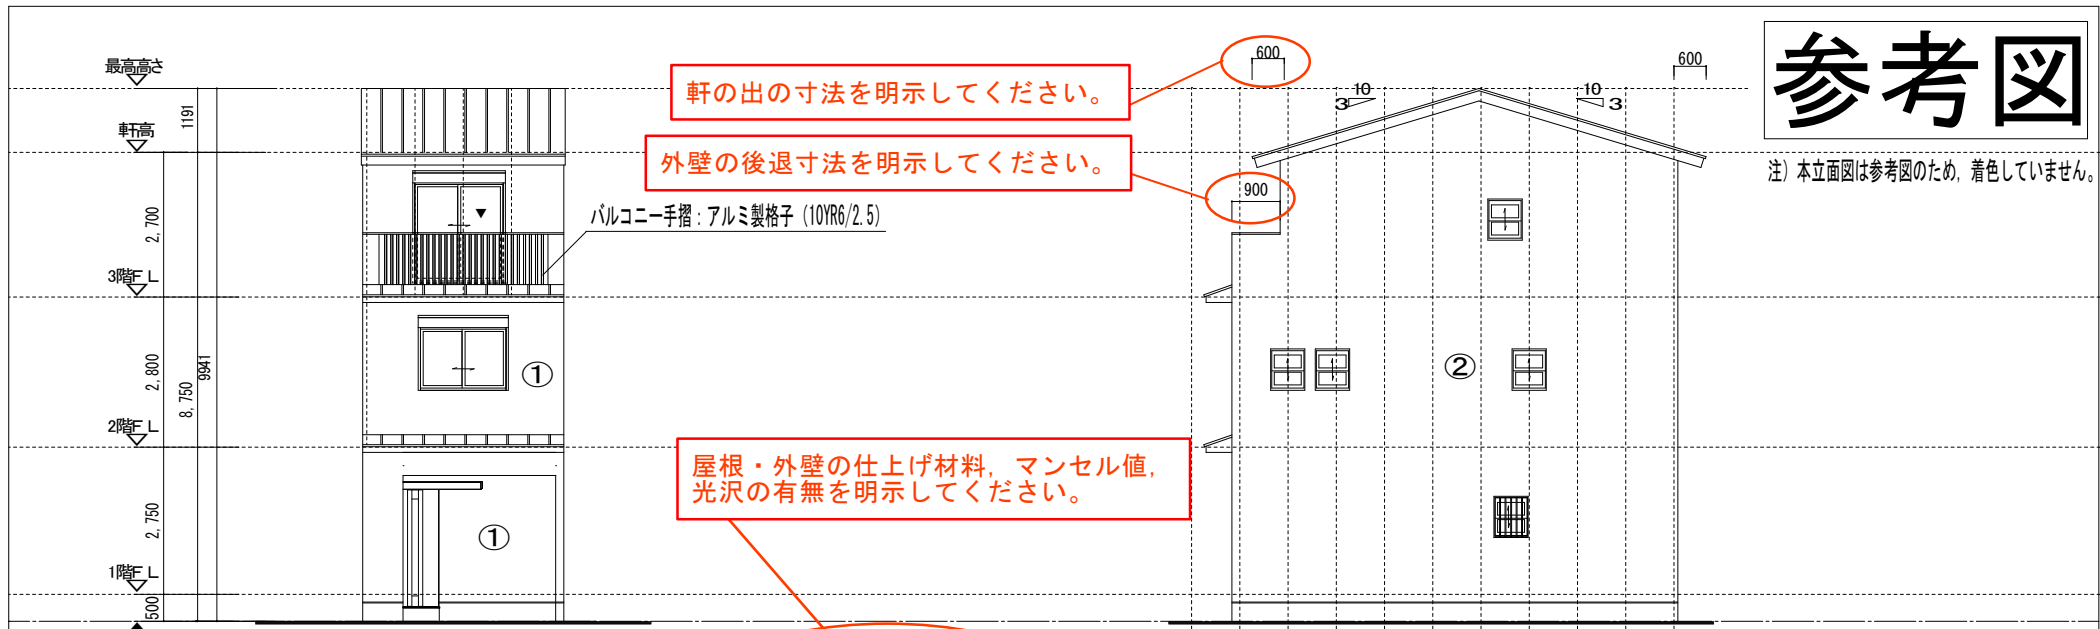 参考図
注) 本立面図は参考図のため, 着色していません。
600
600
軒の出の寸法を明示してください。
10
3
10
3
外壁の後退寸法を明示してください。
900
バルコニー手摺：アルミ製格子 (10YR6/2.5)
最高高さ
1191
軒高
2,700
3階FL
2,800
8,750
9941
①
②
2階FL
屋根・外壁の仕上げ材料, マンセル値,
光沢の有無を明示してください。
2,750
①
1階FL
500